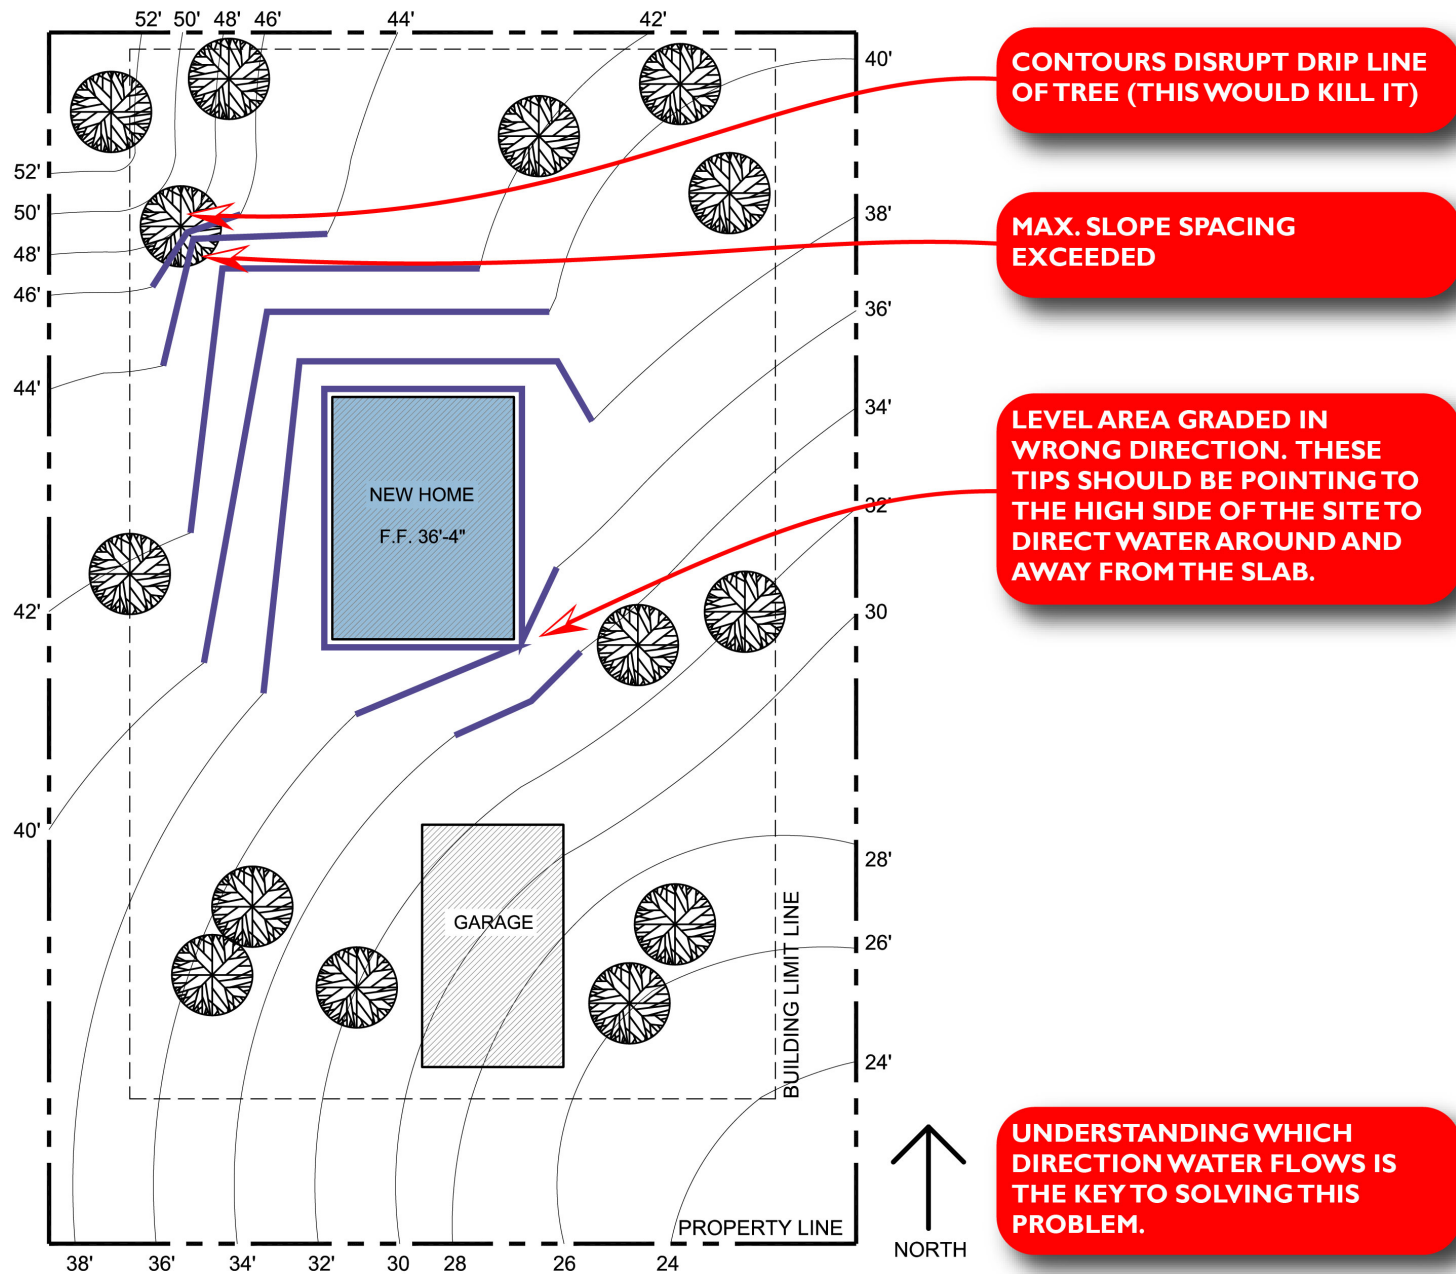 52' 50' 48' 46' 44' 42'
40'
CONTOURS DISRUPT DRIP LINE
OF TREE (THIS WOULD KILL IT)
52'
50'
38'
MAX. SLOPE SPACING
EXCEEDED
48'
46'
36'
44'
34'
LEVEL AREA GRADED IN
WRONG DIRECTION. THESE
TIPS SHOULD BE POINTING TO
THE HIGH SIDE OF THE SITE TO
DIRECT WATER AROUND AND
AWAY FROM THE SLAB.
NEW HOME
F.F. 36'-4"
32'
42'
30
40'
28'
GARAGE
26'
BUILDING LIMIT LINE
24'
UNDERSTANDING WHICH
DIRECTION WATER FLOWS IS
THE KEY TO SOLVING THIS
PROBLEM.
PROPERTY LINE
NORTH
38' 36' 34' 32' 30 28 26 24